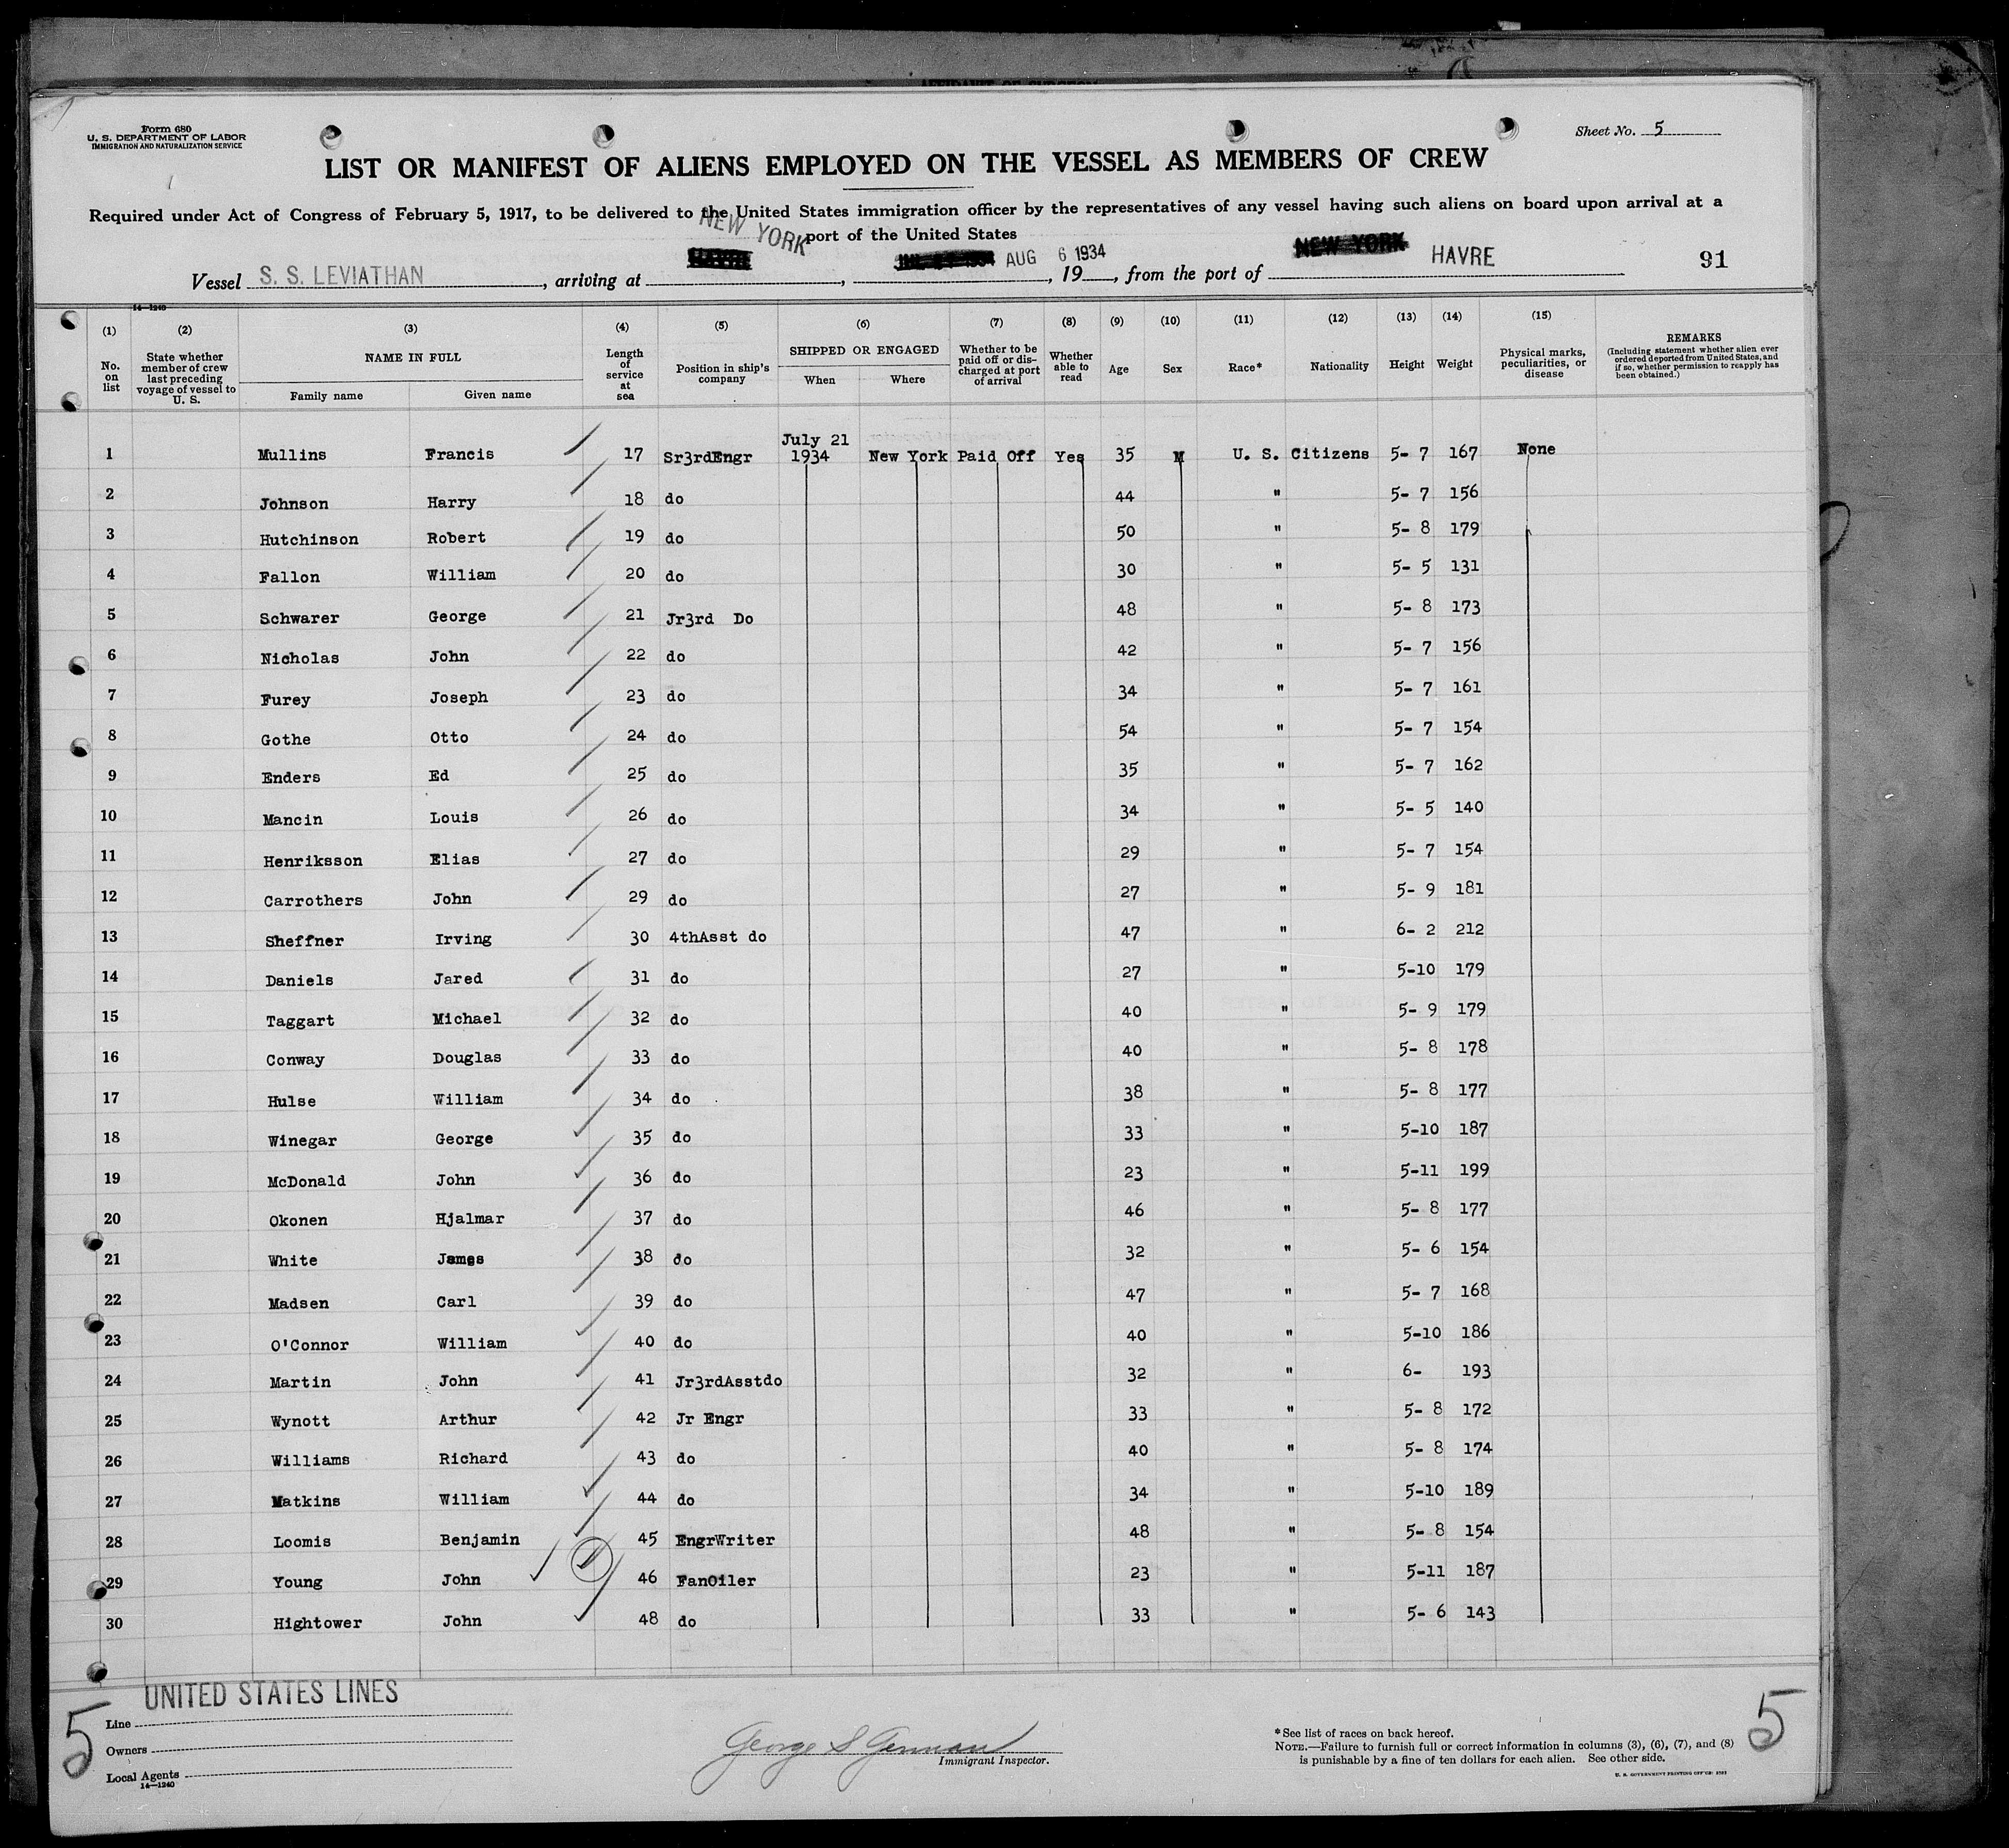 Form 680
U. S. DEPARTMENT OF LABOR
IMMIGRATION AND NATURALIZATION SERVICE
Sheet No. 5
LIST OR MANIFEST OF ALIENS EMPLOYED ON THE VESSEL AS MEMBERS OF CREW
Required under Act of Congress of February 5, 1917, to be delivered to the United States immigration officer by the representatives of any vessel having such aliens on board upon arrival at a
port of the United States
NEW YORK
Vessel S. S. LEVIATHAN, arriving at HAVRE, AUG 6 1934, 19, from the port of NEW YORK HAVRE 91
14—1240
(1) (2) (3) (4) (5) (6) (7) (8) (9) (10) (11) (12) (13) (14) (15)
No. on list
State whether member of crew last preceding voyage of vessel to U. S.
NAME IN FULL
Family name
Given name
Length of service at sea
Position in ship's company
SHIPPED OR ENGAGED
When
Where
Whether to be paid off or discharged at port of arrival
Whether able to read
Age
Sex
Race*
Nationality
Height
Weight
Physical marks, peculiarities, or disease
REMARKS
(Including statement whether alien ever ordered deported from United States, and if so, whether permission to reapply has been obtained.)
1 Mullins Francis 17 Sr3rdEngr July 21 1934 New York Paid Off Yes 35 M U. S. Citizens 5- 7 167 None
2 Johnson Harry 18 do 44 " 5- 7 156
3 Hutchinson Robert 19 do 50 " 5- 8 179
4 Fallon William 20 do 30 " 5- 5 131
5 Schwarer George 21 Jr3rd Do 48 " 5- 8 173
6 Nicholas John 22 do 42 " 5- 7 156
7 Furey Joseph 23 do 34 " 5- 7 161
8 Gothe Otto 24 do 54 " 5- 7 154
9 Enders Ed 25 do 35 " 5- 7 162
10 Mancin Louis 26 do 34 " 5- 5 140
11 Henriksson Elias 27 do 29 " 5- 7 154
12 Carrothers John 29 do 27 " 5- 9 181
13 Sheffner Irving 30 4thAsst do 47 " 6- 2 212
14 Daniels Jared 31 do 27 " 5-10 179
15 Taggart Michael 32 do 40 " 5- 9 179
16 Conway Douglas 33 do 40 " 5- 8 178
17 Hulse William 34 do 38 " 5- 8 177
18 Winegar George 35 do 33 " 5-10 187
19 McDonald John 36 do 23 " 5-11 199
20 Okonen Hjalmar 37 do 46 " 5- 8 177
21 White James 38 do 32 " 5- 6 154
22 Madsen Carl 39 do 47 " 5- 7 168
23 O'Connor William 40 do 40 " 5-10 186
24 Martin John 41 Jr3rdAsstdo 32 " 6- 193
25 Wynott Arthur 42 Jr Engr 33 " 5- 8 172
26 Williams Richard 43 do 40 " 5- 8 174
27 Matkins William 44 do 34 " 5-10 189
28 Loomis Benjamin 45 EngrWriter 48 " 5- 8 154
29 Young John 46 FanOiler 23 " 5-11 187
30 Hightower John 48 do 33 " 5- 6 143
UNITED STATES LINES
5
Line
Owners
Local Agents
14—1240
George S German
Immigrant Inspector.
*See list of races on back hereof.
NOTE.—Failure to furnish full or correct information in columns (3), (6), (7), and (8)
is punishable by a fine of ten dollars for each alien. See other side.
5